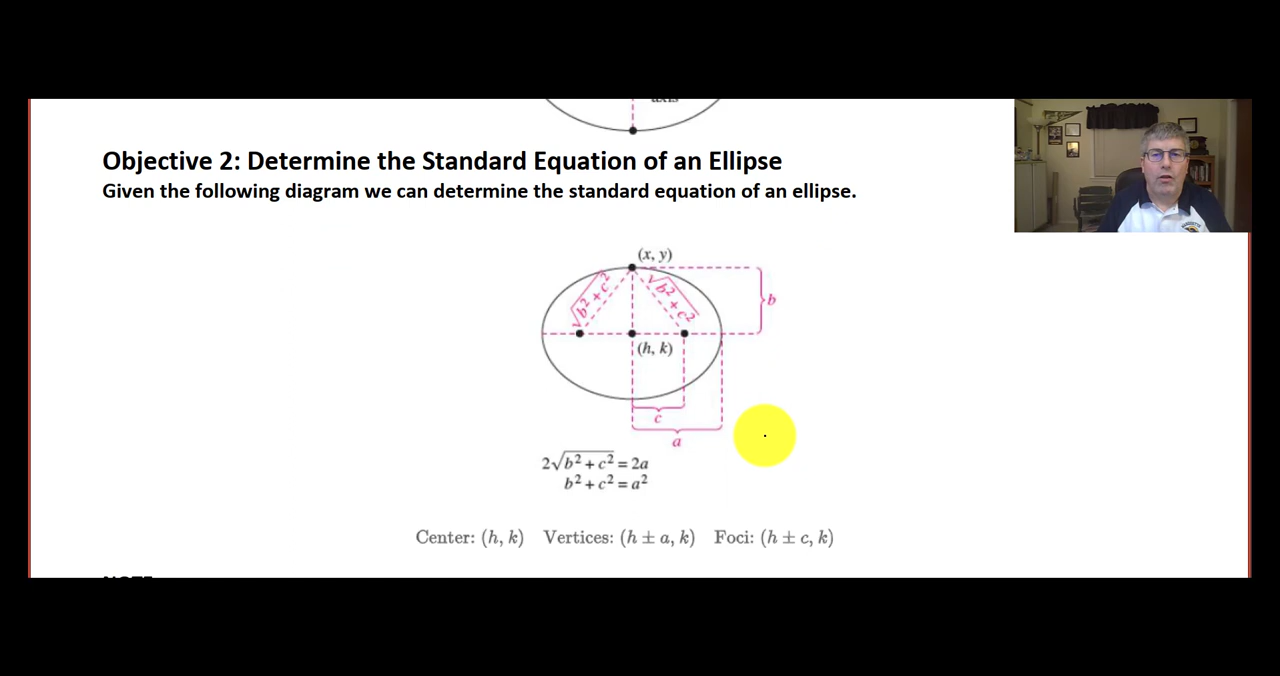 Objective 2: Determine the Standard Equation of an Ellipse
Given the following diagram we can determine the standard equation of an ellipse.
(x, y)
√b² + c²
√b² + c²
b
(h, k)
c
a
2√b² + c² = 2a
b² + c² = a²
Center: (h, k) Vertices: (h ± a, k) Foci: (h ± c, k)